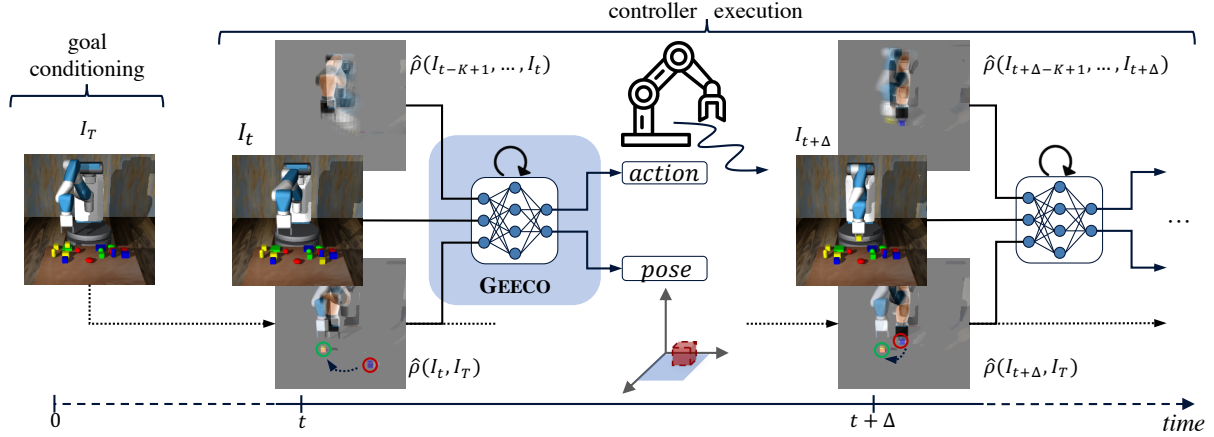 controller execution
goal
conditioning
I_T
I_t
ρ̂(I_{t−K+1}, …, I_t)
action
pose
GEECO
ρ̂(I_t, I_T)
I_{t+Δ}
ρ̂(I_{t+Δ−K+1}, …, I_{t+Δ})
…
ρ̂(I_{t+Δ}, I_T)
0
t
t + Δ
time